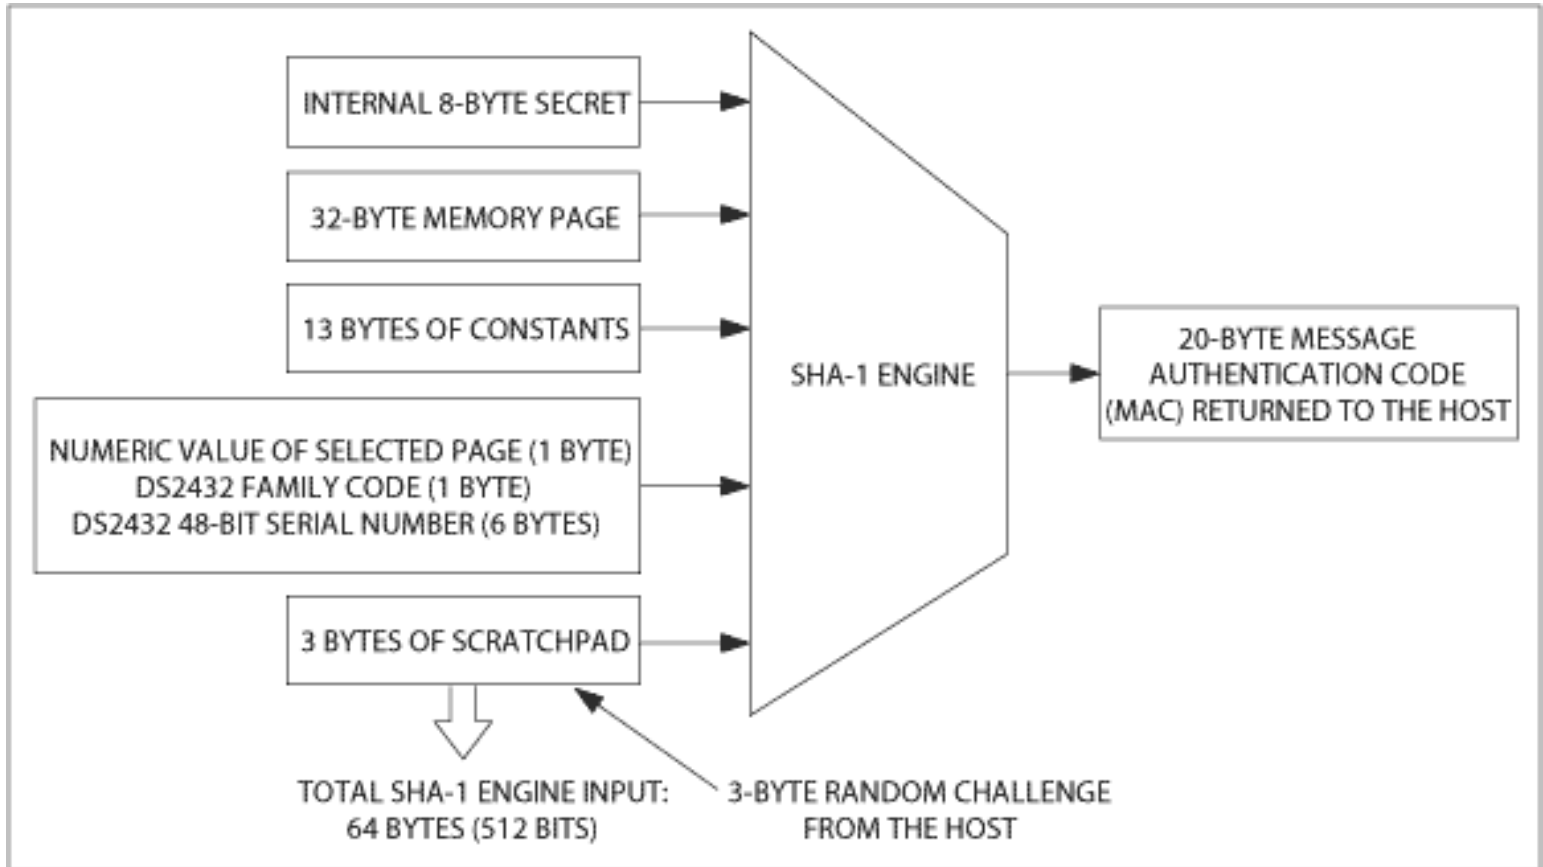 INTERNAL 8-BYTE SECRET
32-BYTE MEMORY PAGE
13 BYTES OF CONSTANTS
NUMERIC VALUE OF SELECTED PAGE (1 BYTE)
DS2432 FAMILY CODE (1 BYTE)
DS2432 48-BIT SERIAL NUMBER (6 BYTES)
3 BYTES OF SCRATCHPAD
SHA-1 ENGINE
20-BYTE MESSAGE
AUTHENTICATION CODE
(MAC) RETURNED TO THE HOST
TOTAL SHA-1 ENGINE INPUT:
64 BYTES (512 BITS)
3-BYTE RANDOM CHALLENGE
FROM THE HOST